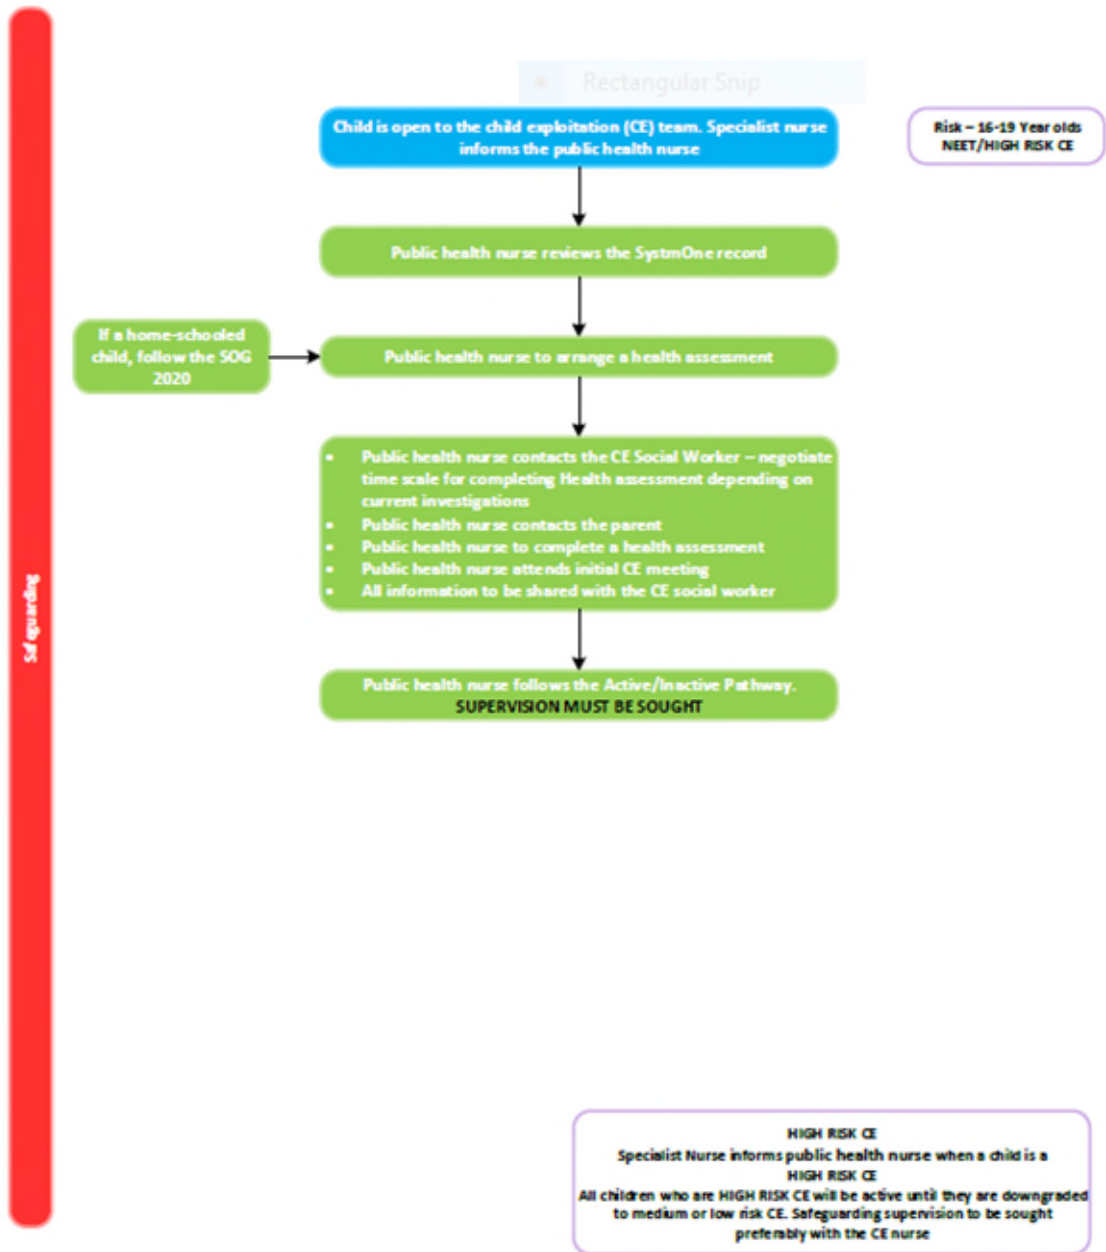 Rectangular Snip
Child is open to the child exploitation (CE) team. Specialist nurse
informs the public health nurse
Risk – 16-19 Year olds
NEET/HIGH RISK CE
Public health nurse reviews the SystmOne record
If a home-schooled
child, follow the SOG
2020
Public health nurse to arrange a health assessment
• Public health nurse contacts the CE Social Worker – negotiate
time scale for completing Health assessment depending on
current investigations
• Public health nurse contacts the parent
• Public health nurse to complete a health assessment
• Public health nurse attends initial CE meeting
• All information to be shared with the CE social worker
Safeguarding
Public health nurse follows the Active/Inactive Pathway.
SUPERVISION MUST BE SOUGHT
HIGH RISK CE
Specialist Nurse informs public health nurse when a child is a
HIGH RISK CE
All children who are HIGH RISK CE will be active until they are downgraded
to medium or low risk CE. Safeguarding supervision to be sought
preferably with the CE nurse